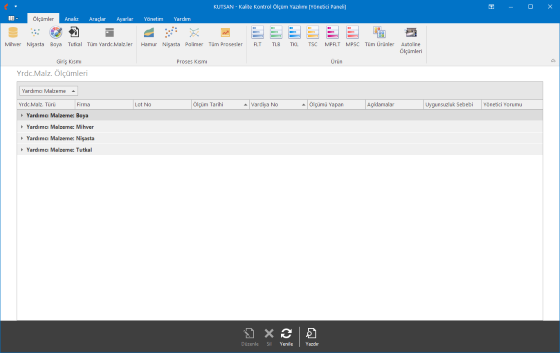 KUTSAN - Kalite Kontrol Ölçüm Yazılımı [Yönetici Paneli]
Ölçümler Analiz Araçlar Ayarlar Yönetim Yardım
Mihver Nişasta Boya Tutkal Tüm Yardc.Malz.ler Hamur Nişasta Polimer Tüm Prosesler FLT TLB TKL TSC MPFLT MPSC Tüm Ürünler Autoline Ölçümleri
Giriş Kısmı Proses Kısmı Ürün
Yrdc.Malz. Ölçümleri
Yardımcı Malzeme
Yrdc.Malz. Türü Firma Lot No Ölçüm Tarihi Vardiya No Ölçümü Yapan Açıklamalar Uygunsuzluk Sebebi Yönetici Yorumu
Yardımcı Malzeme: Boya
Yardımcı Malzeme: Mihver
Yardımcı Malzeme: Nişasta
Yardımcı Malzeme: Tutkal
Düzenle Sil Yenile Yazdır